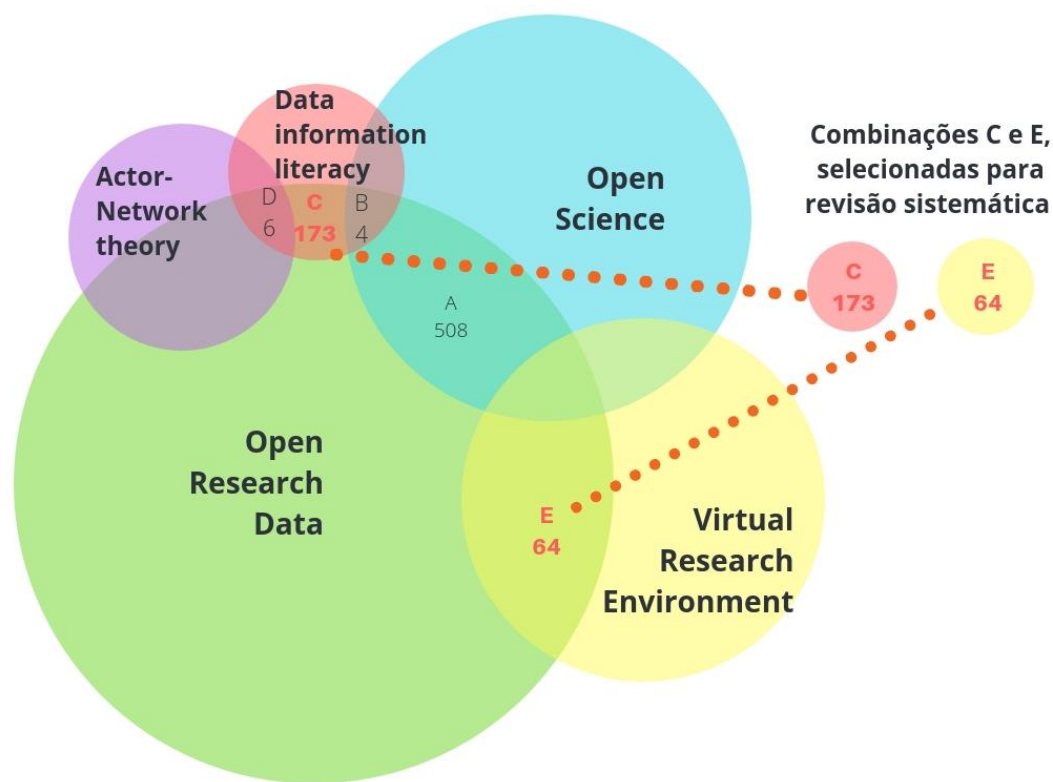 Data
information
literacy
Actor-
Network
theory
D
6
C
173
B
4
Open
Science
A
508
Combinações C e E,
selecionadas para
revisão sistemática
C
173
E
64
Open
Research
Data
E
64
Virtual
Research
Environment